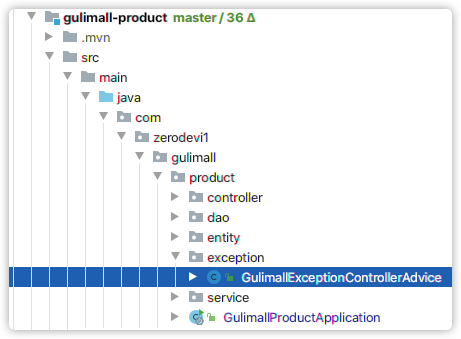 gulimall-product master / 36 Δ
.mvn
src
main
java
com
zerodevi1
gulimall
product
controller
dao
entity
exception
GulimallExceptionControllerAdvice
service
GulimallProductApplication